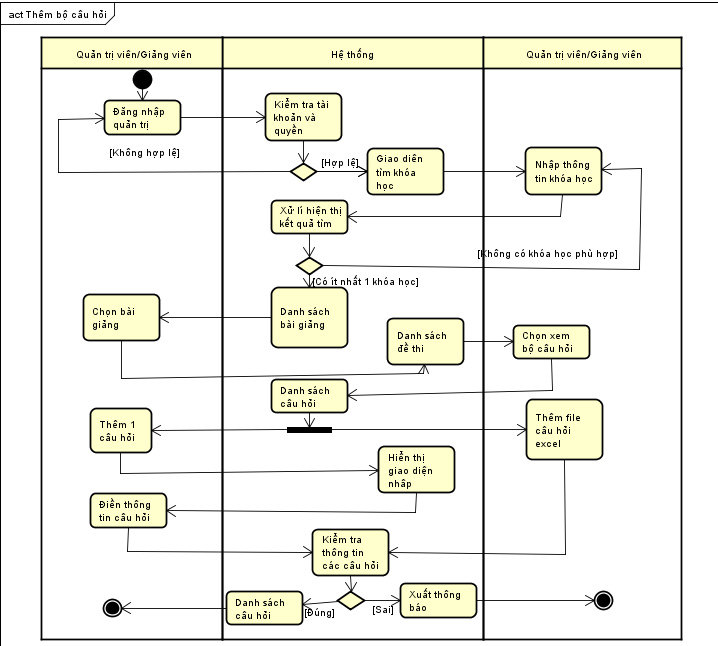 act Thêm bộ câu hỏi
Quản trị viên/Giảng viên
Hệ thống
Quản trị viên/Giảng viên
Đăng nhập
quản trị
Kiểm tra tài
khoản và
quyền
[Không hợp lệ]
[Hợp lệ]
Giao diên
tìm khóa
học
Nhập thông
tin khóa học
Xử lí hiện thị
kết quả tìm
[Không có khóa học phù hợp]
[Có ít nhất 1 khóa học]
Chọn bài
giảng
Danh sách
bài giảng
Danh sách
đề thi
Chọn xem
bộ câu hỏi
Danh sách
câu hỏi
Thêm 1
câu hỏi
Thêm file
câu hỏi
excel
Hiển thị
giao diện
nhâp
Điền thông
tin câu hỏi
Kiểm tra
thông tin
các câu hỏi
Danh sách
câu hỏi
[Đúng]
[Sai]
Xuất thông
báo